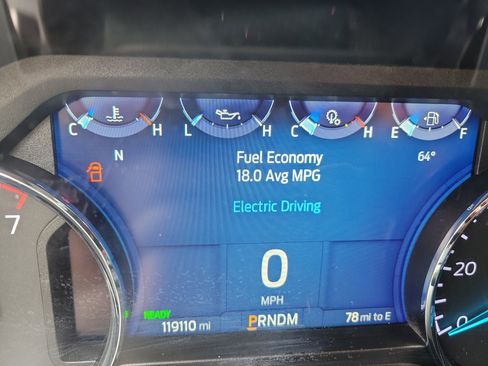 C H L H C H E F
N Fuel Economy 64°
18.0 Avg MPG
Electric Driving
7
0
20
MPH
READY
119110 mi PRNDM 78 mi to E
0